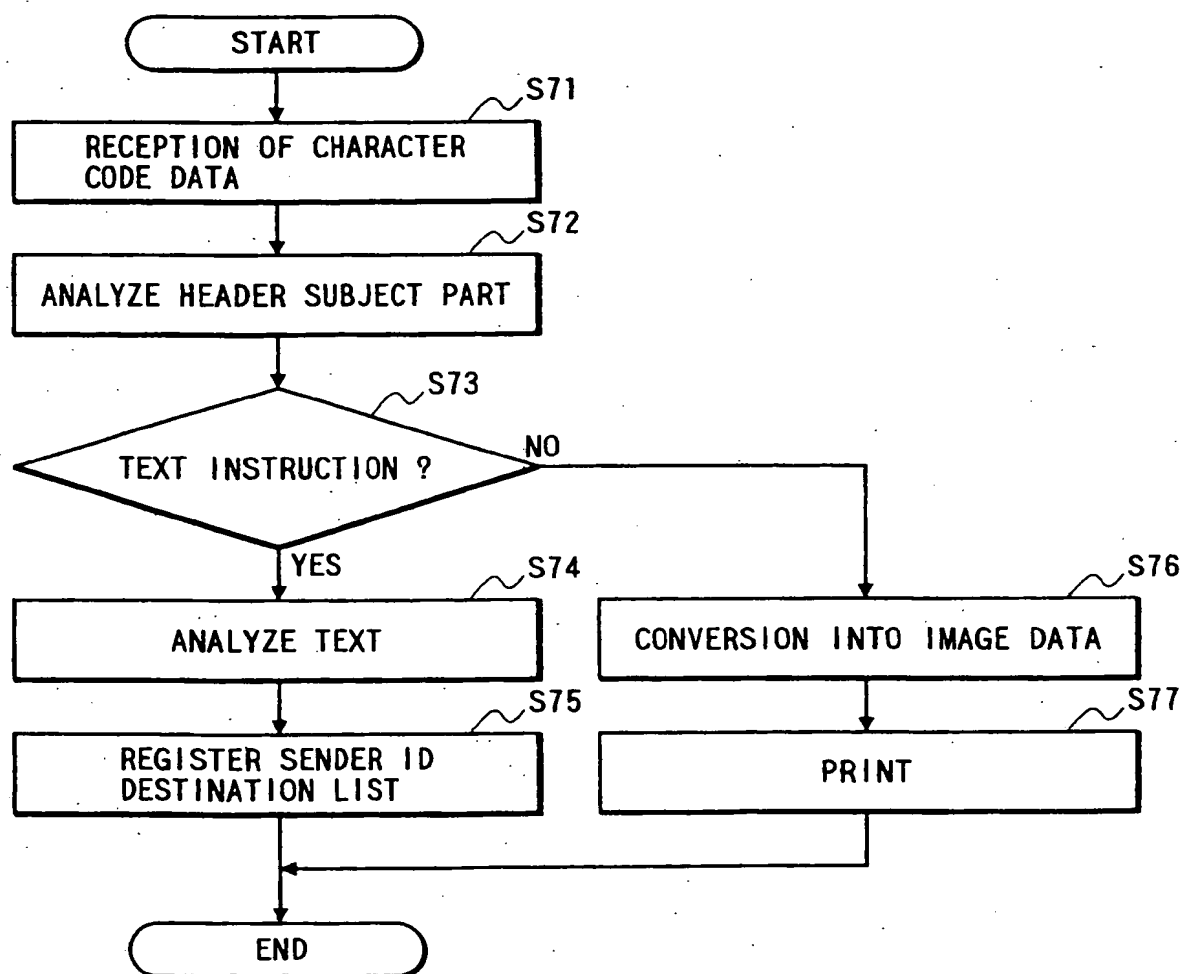 START
S71
RECEPTION OF CHARACTER
CODE DATA
S72
ANALYZE HEADER SUBJECT PART
S73
TEXT INSTRUCTION ?
NO
YES
S74
ANALYZE TEXT
S76
CONVERSION INTO IMAGE DATA
S75
REGISTER SENDER ID
DESTINATION LIST
S77
PRINT
END